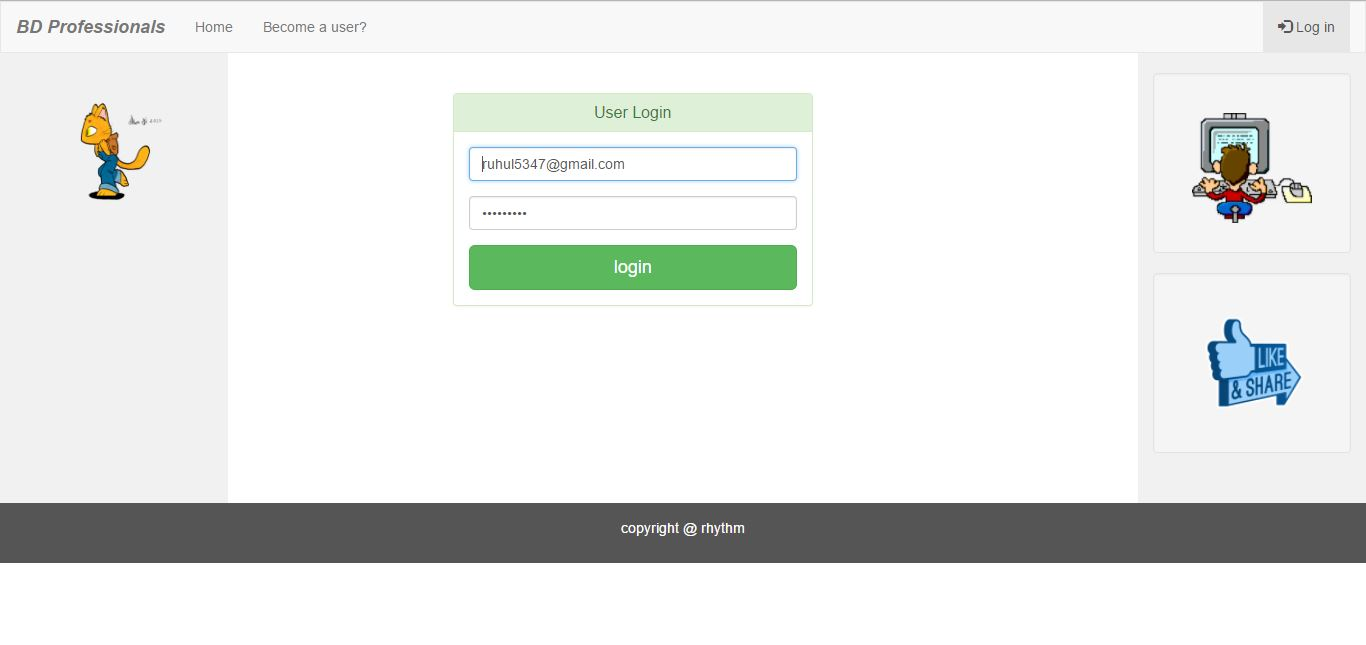 BD Professionals Home Become a user? Log in
User Login
ruhul5347@gmail.com
•••••••••
login
LIKE
& SHARE
copyright @ rhythm